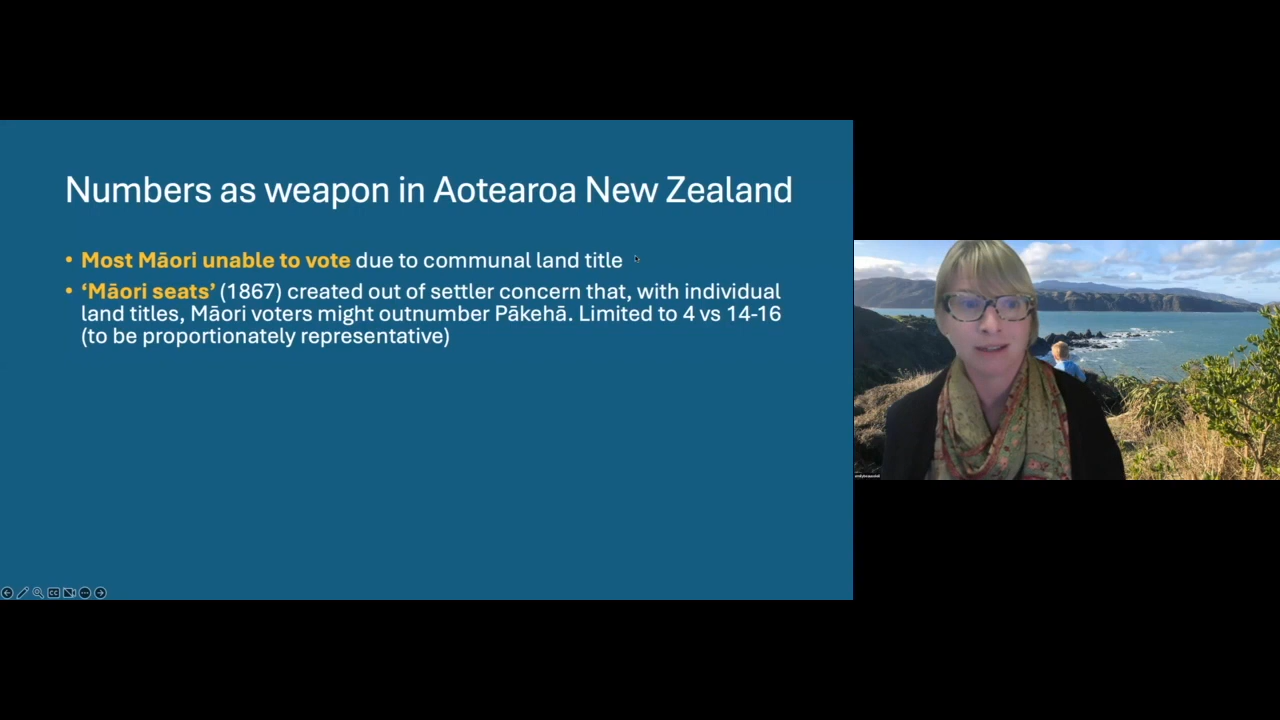 Numbers as weapon in Aotearoa New Zealand
• Most Māori unable to vote due to communal land title
• ‘Māori seats’ (1867) created out of settler concern that, with individual
land titles, Māori voters might outnumber Pākehā. Limited to 4 vs 14-16
(to be proportionately representative)